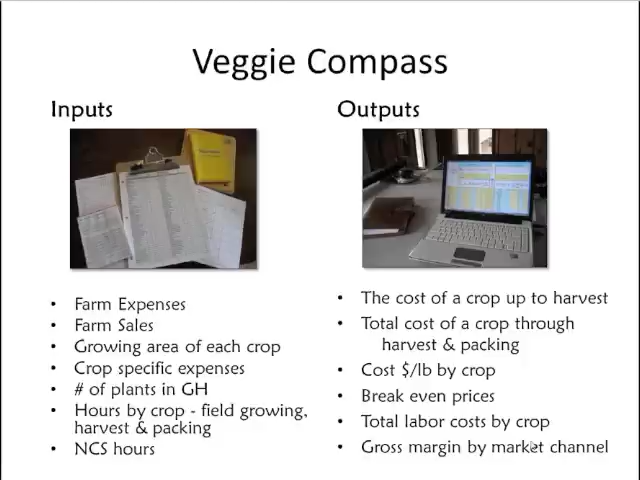 Veggie Compass
Inputs
• Farm Expenses
• Farm Sales
• Growing area of each crop
• Crop specific expenses
• # of plants in GH
• Hours by crop - field growing,
harvest & packing
• NCS hours
Outputs
• The cost of a crop up to harvest
• Total cost of a crop through
harvest & packing
• Cost $/lb by crop
• Break even prices
• Total labor costs by crop
• Gross margin by market channel